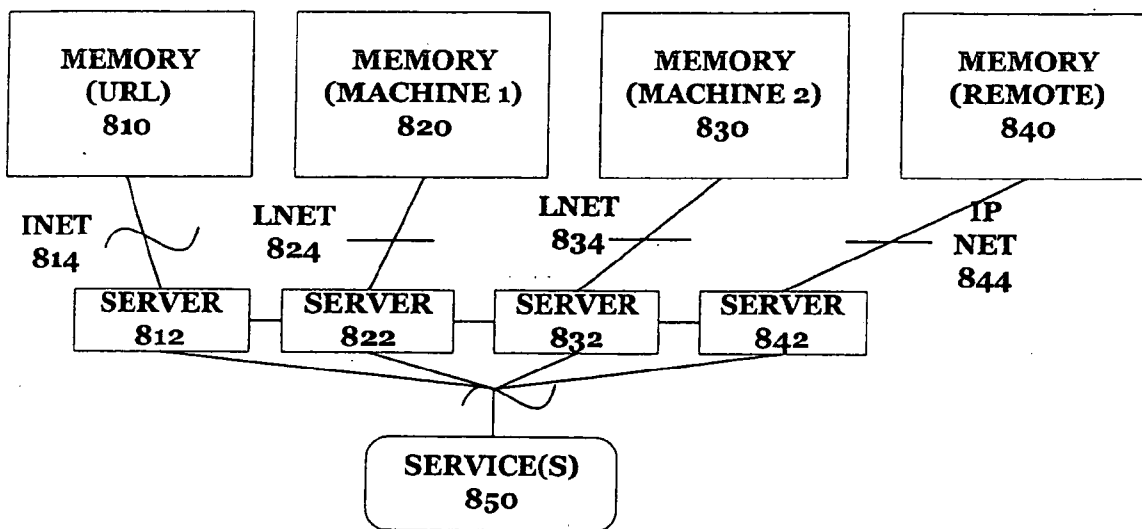 MEMORY
(URL)
810
MEMORY
(MACHINE 1)
820
MEMORY
(MACHINE 2)
830
MEMORY
(REMOTE)
840
INET
814
LNET
824
LNET
834
IP
NET
844
SERVER
812
SERVER
822
SERVER
832
SERVER
842
SERVICE(S)
850